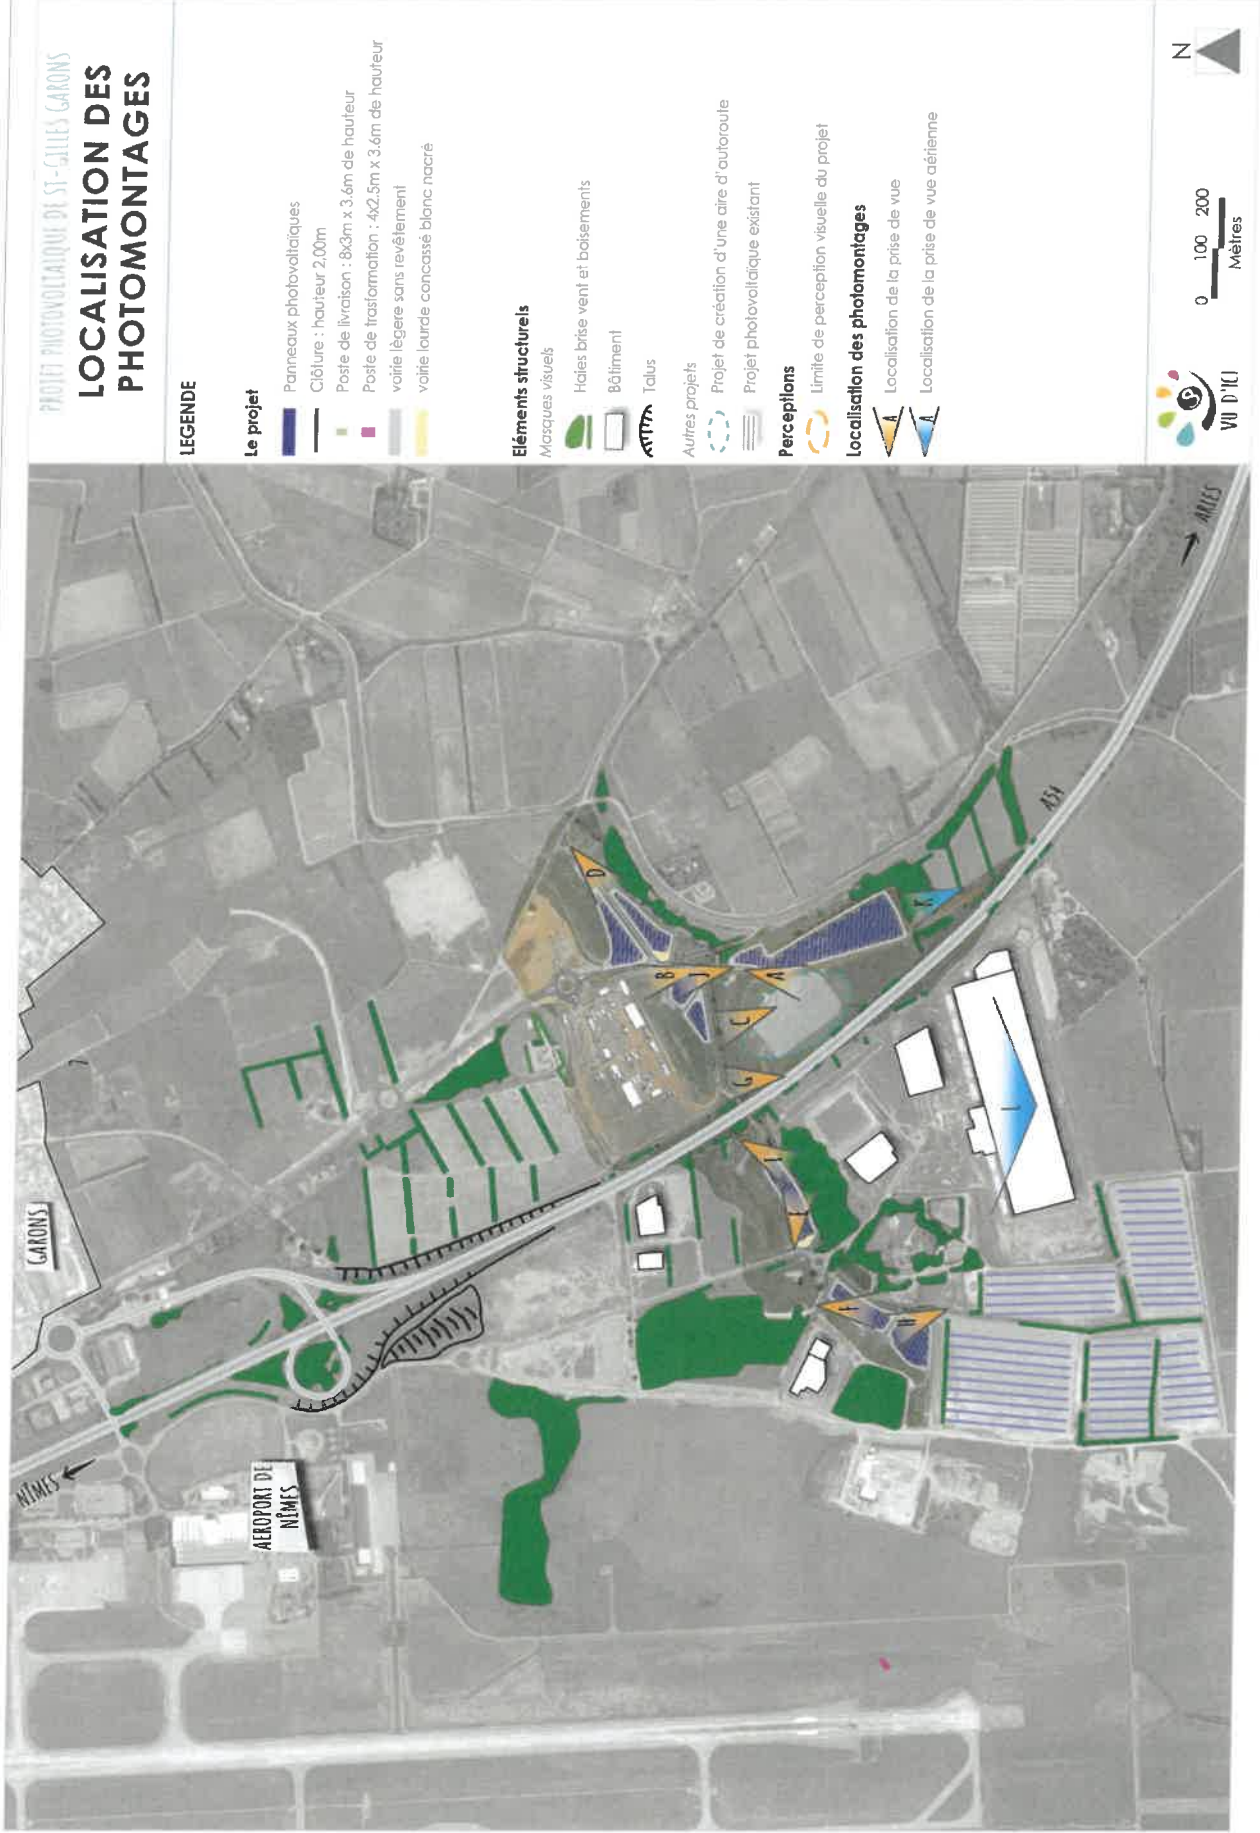 PROJET PHOTOVOLTAIQUE DE ST-GILLES GARONS
LOCALISATION DES
PHOTOMONTAGES
LEGENDE
Le projet
Panneaux photovoltaïques
Clôture : hauteur 2,00m
Poste de livraison : 8x3m x 3.6m de hauteur
Poste de trasformation : 4x2.5m x 3.6m de hauteur
voirie légere sans revêtement
voirie lourde concassé blanc nacré
Eléments structurels
Masques visuels
Haies brise vent et boisements
Bâtiment
Talus
Autres projets
Projet de création d'une aire d'autoroute
Projet photovoltaïque existant
Perceptions
Limite de perception visuelle du projet
Localisation des photomontages
A
Localisation de la prise de vue
A
Localisation de la prise de vue aérienne
VU D'ICI
0 100 200
Mètres
N
NÎMES
GARONS
AEROPORT DE
NÎMES
ARLES
A54
D
B
J
A
C
G
K
I
E
F
H
L